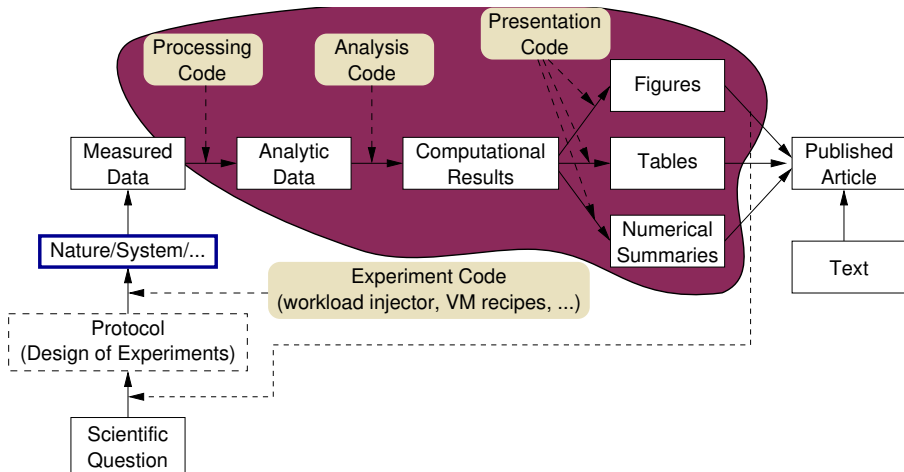 Processing
Code
Analysis
Code
Presentation
Code
Figures
Measured
Data
Analytic
Data
Computational
Results
Tables
Published
Article
Numerical
Summaries
Nature/System/...
Text
Experiment Code
(workload injector, VM recipes, ...)
Protocol
(Design of Experiments)
Scientific
Question